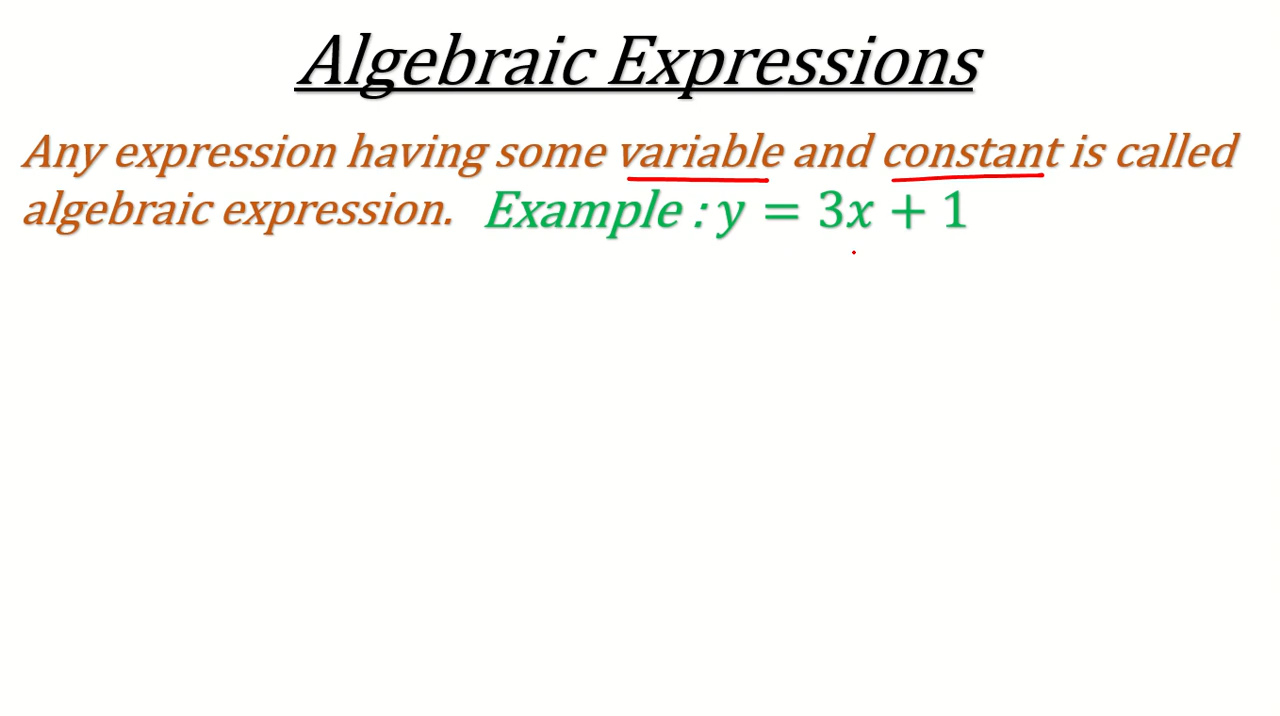 Algebraic Expressions
Any expression having some variable and constant is called
algebraic expression. Example : y = 3x + 1